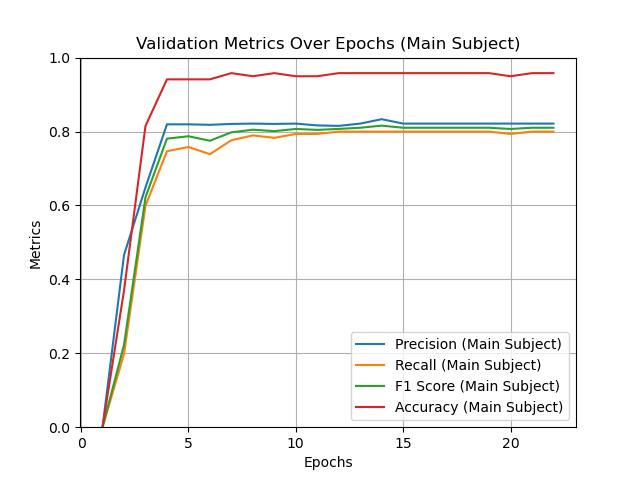 Validation Metrics Over Epochs (Main Subject)
1.0
0.8
0.6
0.4
0.2
0.0
Metrics
Precision (Main Subject)
Recall (Main Subject)
F1 Score (Main Subject)
Accuracy (Main Subject)
0 5 10 15 20
Epochs